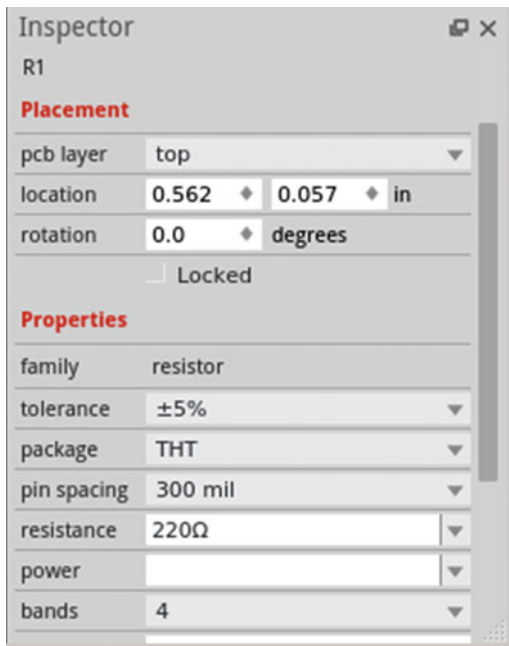 Inspector
R1
Placement
pcb layer top
location 0.562 0.057 in
rotation 0.0 degrees
Locked
Properties
family resistor
tolerance ±5%
package THT
pin spacing 300 mil
resistance 220Ω
power
bands 4